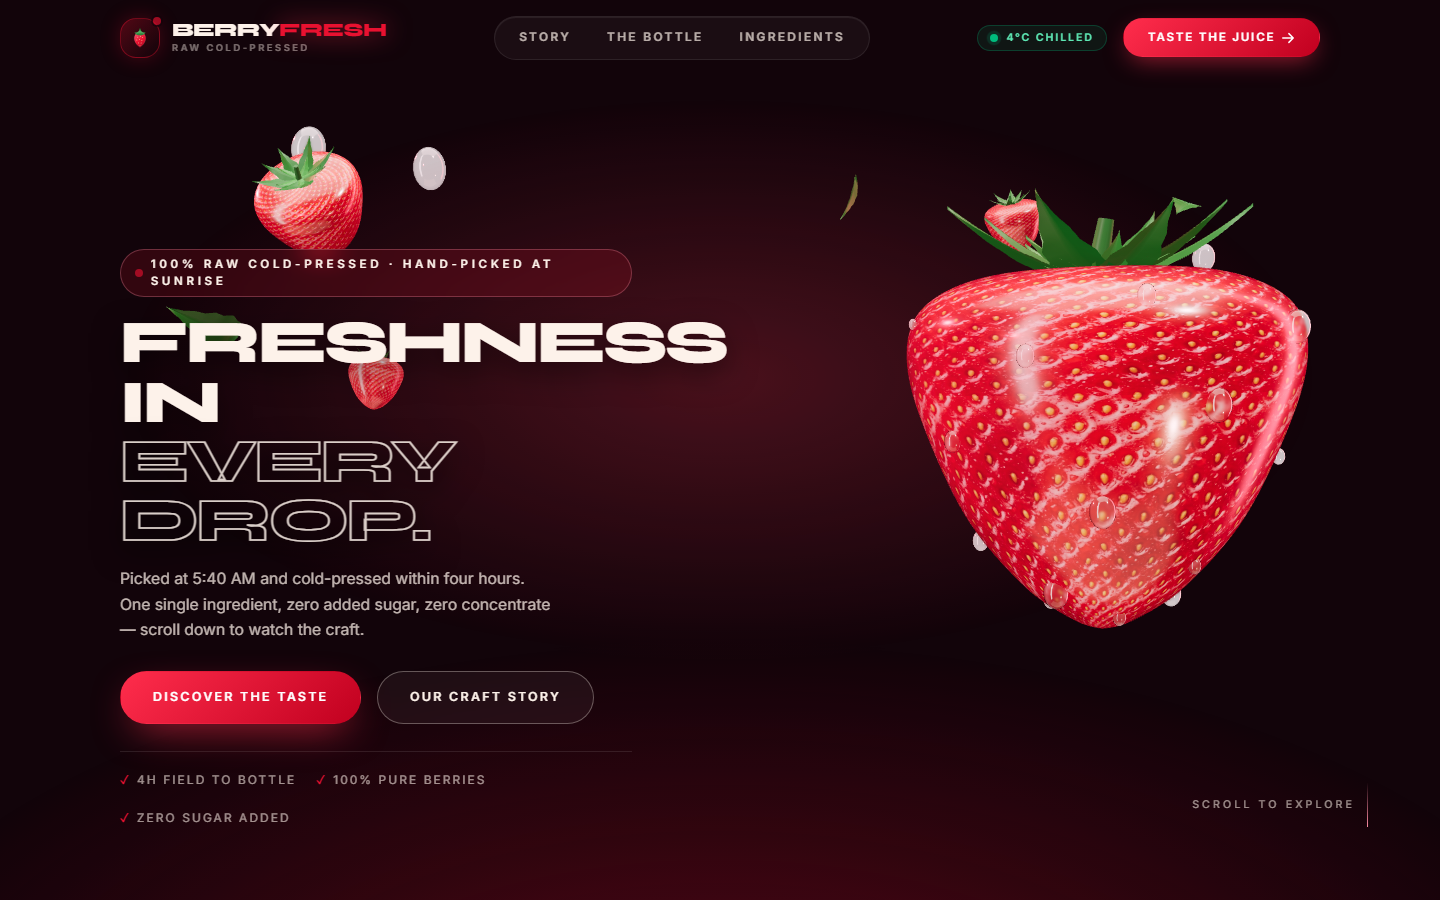 BERRYFRESH
RAW COLD-PRESSED
STORY
THE BOTTLE
INGREDIENTS
4°C CHILLED
TASTE THE JUICE →
100% RAW COLD-PRESSED · HAND-PICKED AT
SUNRISE
FRESHNESS
IN
EVERY
DROP.
Picked at 5:40 AM and cold-pressed within four hours.
One single ingredient, zero added sugar, zero concentrate
— scroll down to watch the craft.
DISCOVER THE TASTE
OUR CRAFT STORY
✓ 4H FIELD TO BOTTLE
✓ 100% PURE BERRIES
✓ ZERO SUGAR ADDED
SCROLL TO EXPLORE